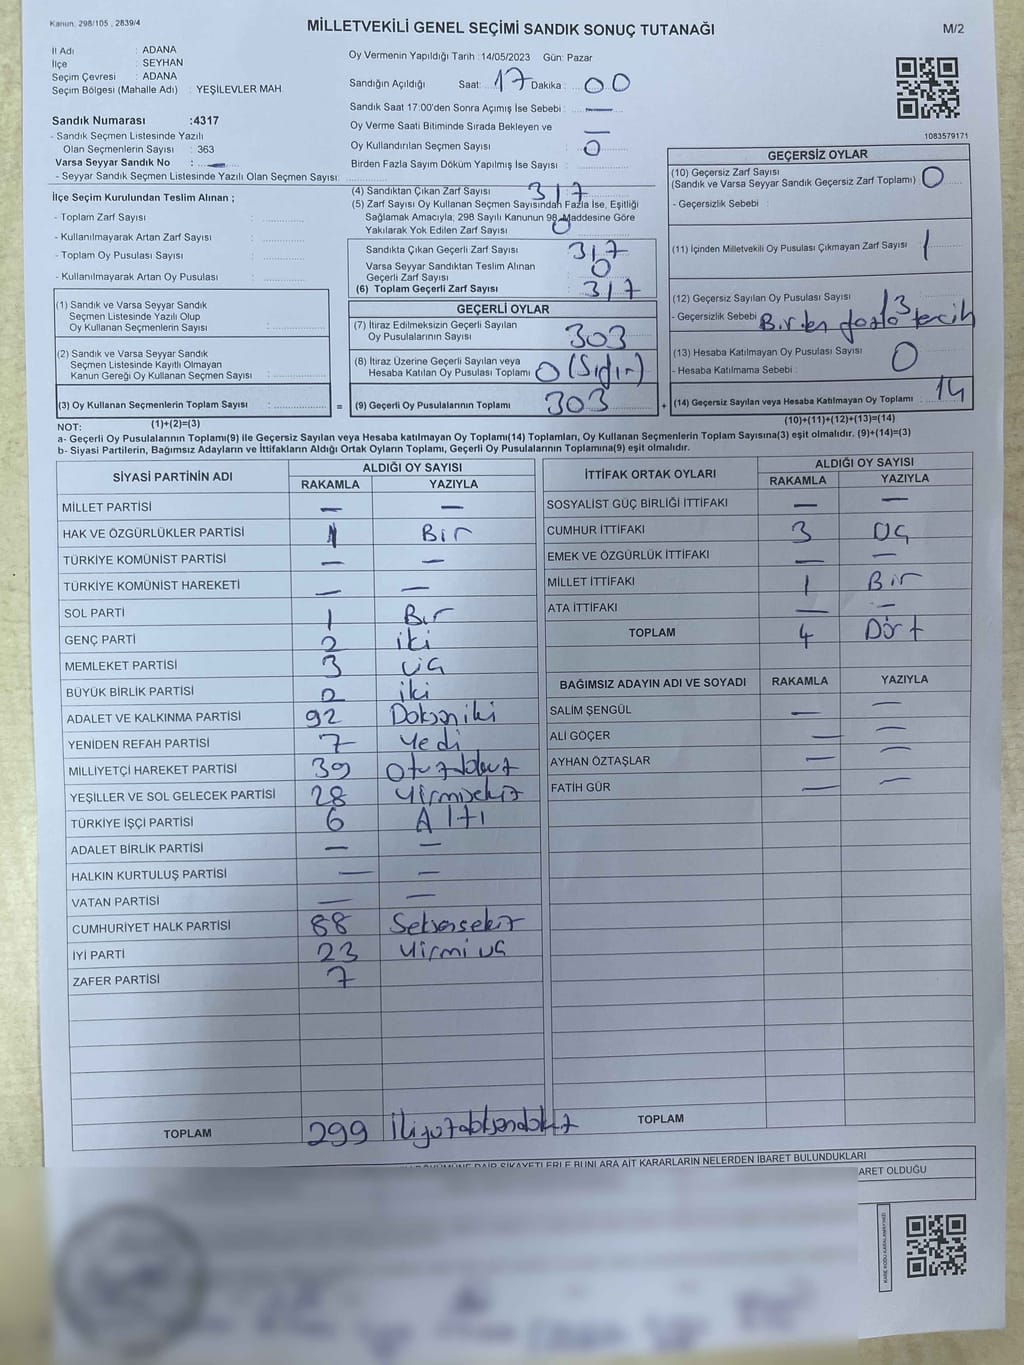 Kanun: 298/105 , 2839/4
MİLLETVEKİLİ GENEL SEÇİMİ SANDIK SONUÇ TUTANAĞI
M/2
İl Adı : ADANA
İlçe : SEYHAN
Seçim Çevresi : ADANA
Seçim Bölgesi (Mahalle Adı) : YEŞİLEVLER MAH.
Oy Vermenin Yapıldığı Tarih :14/05/2023 Gün: Pazar
Sandığın Açıldığı Saat: 17 Dakika : 00
Sandık Saat 17:00'den Sonra Açımış İse Sebebi : —
Oy Verme Saati Bitiminde Sırada Bekleyen ve —
Oy Kullandırılan Seçmen Sayısı : 0
Birden Fazla Sayım Döküm Yapılmış İse Sayısı :
1083579171
Sandık Numarası :4317
- Sandık Seçmen Listesinde Yazılı
Olan Seçmenlerin Sayısı : 363
Varsa Seyyar Sandık No : —
- Seyyar Sandık Seçmen Listesinde Yazılı Olan Seçmen Sayısı:
İlçe Seçim Kurulundan Teslim Alınan ;
- Toplam Zarf Sayısı :
- Kullanılmayarak Artan Zarf Sayısı :
- Toplam Oy Pusulası Sayısı :
- Kullanılmayarak Artan Oy Pusulası :
(1) Sandık ve Varsa Seyyar Sandık
Seçmen Listesinde Yazılı Olup
Oy Kullanan Seçmenlerin Sayısı :
(2) Sandık ve Varsa Seyyar Sandık
Seçmen Listesinde Kayıtlı Olmayan
Kanun Gereği Oy Kullanan Seçmen Sayısı :
(3) Oy Kullanan Seçmenlerin Toplam Sayısı :
(1)+(2)=(3)
(4) Sandıktan Çıkan Zarf Sayısı : 317
(5) Zarf Sayısı Oy Kullanan Seçmen Sayısından Fazla İse, Eşitliği
Sağlamak Amacıyla; 298 Sayılı Kanunun 98. Maddesine Göre
Yakılarak Yok Edilen Zarf Sayısı : 0
Sandıkta Çıkan Geçerli Zarf Sayısı : 317
Varsa Seyyar Sandıktan Teslim Alınan
Geçerli Zarf Sayısı : 0
(6) Toplam Geçerli Zarf Sayısı : 317
GEÇERLİ OYLAR
(7) İtiraz Edilmeksizin Geçerli Sayılan
Oy Pusulalarının Sayısı : 303
(8) İtiraz Üzerine Geçerli Sayılan veya
Hesaba Katılan Oy Pusulası Toplamı : 0 (Sıfır)
= (9) Geçerli Oy Pusulalarının Toplamı 303
GEÇERSİZ OYLAR
(10) Geçersiz Zarf Sayısı
(Sandık ve Varsa Seyyar Sandık Geçersiz Zarf Toplamı) : 0
- Geçersizlik Sebebi :
(11) İçinden Milletvekili Oy Pusulası Çıkmayan Zarf Sayısı : 1
(12) Geçersiz Sayılan Oy Pusulası Sayısı : 13
- Geçersizlik Sebebi : Birden fazla tercih
(13) Hesaba Katılmayan Oy Pusulası Sayısı : 0
- Hesaba Katılmama Sebebi :
+ (14) Geçersiz Sayılan veya Hesaba Katılmayan Oy Toplamı : 14
(10)+(11)+(12)+(13)=(14)
NOT:
a- Geçerli Oy Pusulalarının Toplamı(9) ile Geçersiz Sayılan veya Hesaba katılmayan Oy Toplamı(14) Toplamları, Oy Kullanan Seçmenlerin Toplam Sayısına(3) eşit olmalıdır. (9)+(14)=(3)
b- Siyasi Partilerin, Bağımsız Adayların ve İttifakların Aldığı Ortak Oyların Toplamı, Geçerli Oy Pusulalarının Toplamına(9) eşit olmalıdır.
SİYASİ PARTİNİN ADI ALDIĞI OY SAYISI
RAKAMLA YAZIYLA
MİLLET PARTİSİ — —
HAK VE ÖZGÜRLÜKLER PARTİSİ 1 Bir
TÜRKİYE KOMÜNİST PARTİSİ — —
TÜRKİYE KOMÜNİST HAREKETİ — —
SOL PARTİ 1 Bir
GENÇ PARTİ 2 iki
MEMLEKET PARTİSİ 3 üç
BÜYÜK BİRLİK PARTİSİ 2 iki
ADALET VE KALKINMA PARTİSİ 92 Doksan iki
YENİDEN REFAH PARTİSİ 7 Yedi
MİLLİYETÇİ HAREKET PARTİSİ 39 Otuzdokuz
YEŞİLLER VE SOL GELECEK PARTİSİ 28 Yirmisekiz
TÜRKİYE İŞÇİ PARTİSİ 6 Altı
ADALET BİRLİK PARTİSİ — —
HALKIN KURTULUŞ PARTİSİ — —
VATAN PARTİSİ — —
CUMHURİYET HALK PARTİSİ 88 Seksensekiz
İYİ PARTİ 23 Yirmi üç
ZAFER PARTİSİ 7
TOPLAM 299 ikiyüzdoksandokuz
İTTİFAK ORTAK OYLARI ALDIĞI OY SAYISI
RAKAMLA YAZIYLA
SOSYALİST GÜÇ BİRLİĞİ İTTİFAKI — —
CUMHUR İTTİFAKI 3 Üç
EMEK VE ÖZGÜRLÜK İTTİFAKI — —
MİLLET İTTİFAKI 1 Bir
ATA İTTİFAKI — —
TOPLAM 4 Dört
BAĞIMSIZ ADAYIN ADI VE SOYADI RAKAMLA YAZIYLA
SALİM ŞENGÜL — —
ALİ GÖÇER — —
AYHAN ÖZTAŞLAR — —
FATİH GÜR — —
TOPLAM
DÖKÜMÜNE DAİR ŞİKAYETLERLE BUNLARA AİT KARARLARIN NELERDEN İBARET BULUNDUKLARI
ARET OLDUĞU